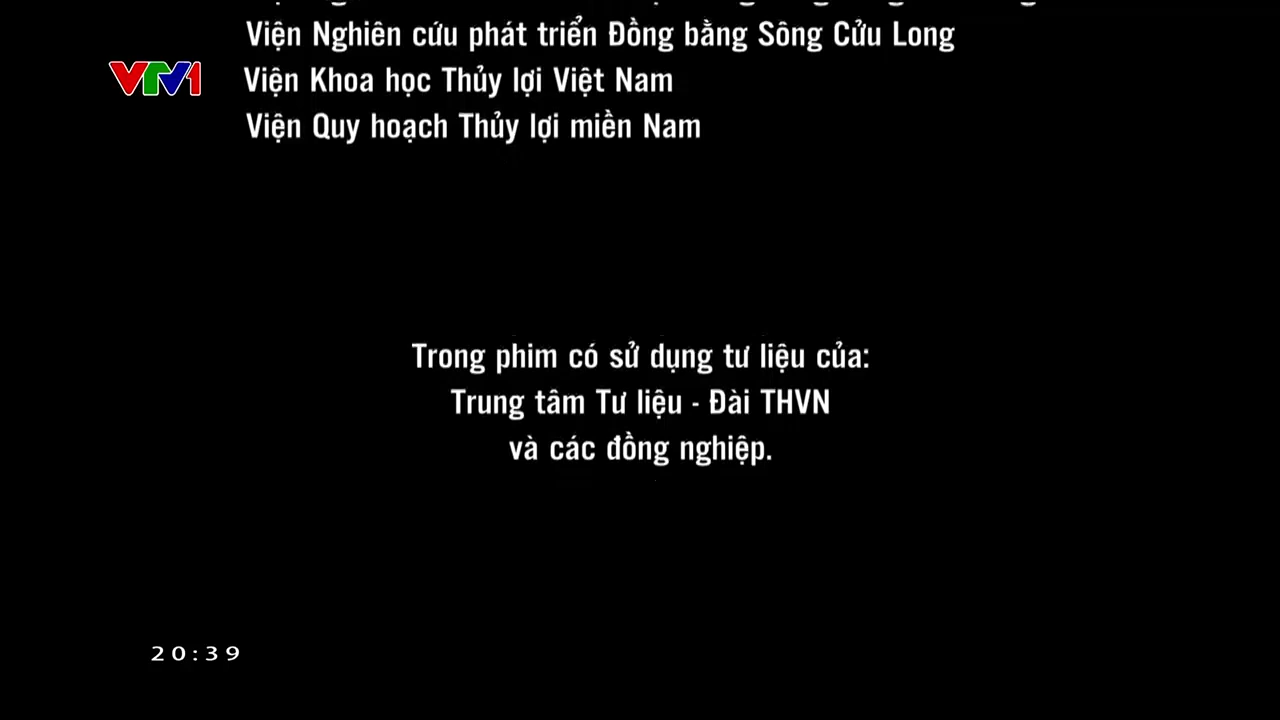 Viện Nghiên cứu phát triển Đồng bằng Sông Cửu Long
VTV1
Viện Khoa học Thủy lợi Việt Nam
Viện Quy hoạch Thủy lợi miền Nam
Trong phim có sử dụng tư liệu của:
Trung tâm Tư liệu - Đài THVN
và các đồng nghiệp.
20:39